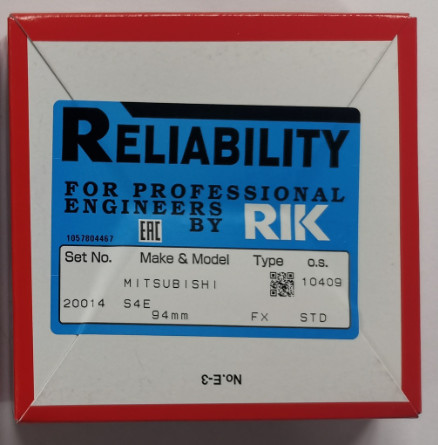 RELIABILITY
FOR PROFESSIONAL
ENGINEERS
BY RIK
1057804467 EAC
Set No. Make & Model Type o.s.
MITSUBISHI 10409
20014 S4E
94mm FX STD
No.E-3